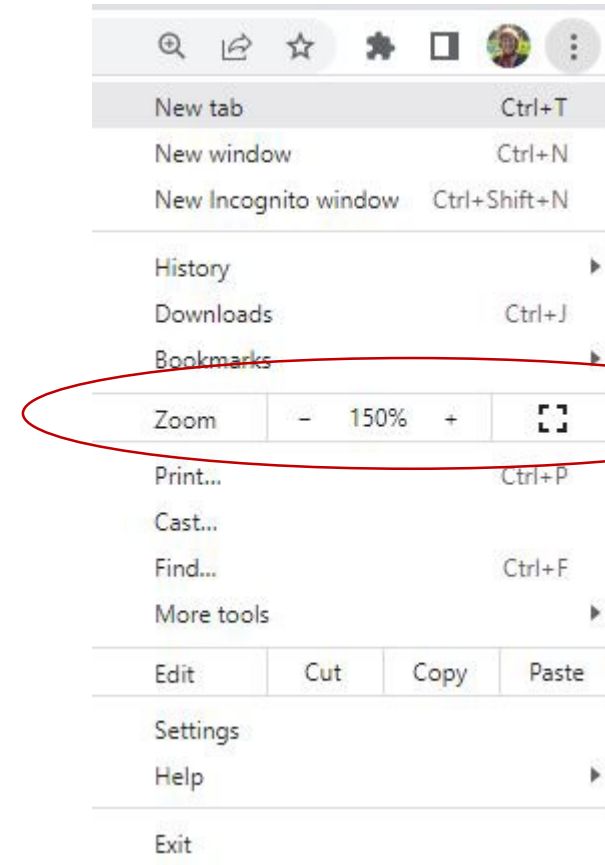 New tab Ctrl+T
New window Ctrl+N
New Incognito window Ctrl+Shift+N
History
Downloads Ctrl+J
Bookmarks
Zoom - 150% +
Print... Ctrl+P
Cast...
Find... Ctrl+F
More tools
Edit Cut Copy Paste
Settings
Help
Exit